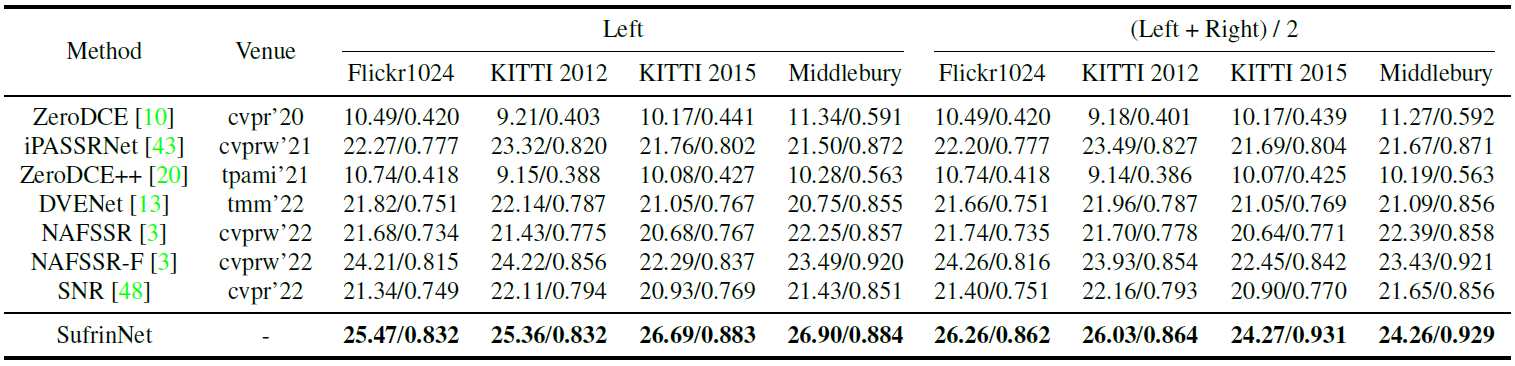 Method Venue Left (Left + Right) / 2
Flickr1024 KITTI 2012 KITTI 2015 Middlebury Flickr1024 KITTI 2012 KITTI 2015 Middlebury
ZeroDCE [10] cvpr'20 10.49/0.420 9.21/0.403 10.17/0.441 11.34/0.591 10.49/0.420 9.18/0.401 10.17/0.439 11.27/0.592
iPASSRNet [43] cvprw'21 22.27/0.777 23.32/0.820 21.76/0.802 21.50/0.872 22.20/0.777 23.49/0.827 21.69/0.804 21.67/0.871
ZeroDCE++ [20] tpami'21 10.74/0.418 9.15/0.388 10.08/0.427 10.28/0.563 10.74/0.418 9.14/0.386 10.07/0.425 10.19/0.563
DVENet [13] tmm'22 21.82/0.751 22.14/0.787 21.05/0.767 20.75/0.855 21.66/0.751 21.96/0.787 21.05/0.769 21.09/0.856
NAFSSR [3] cvprw'22 21.68/0.734 21.43/0.775 20.68/0.767 22.25/0.857 21.74/0.735 21.70/0.778 20.64/0.771 22.39/0.858
NAFSSR-F [3] cvprw'22 24.21/0.815 24.22/0.856 22.29/0.837 23.49/0.920 24.26/0.816 23.93/0.854 22.45/0.842 23.43/0.921
SNR [48] cvpr'22 21.34/0.749 22.11/0.794 20.93/0.769 21.43/0.851 21.40/0.751 22.16/0.793 20.90/0.770 21.65/0.856
SufrinNet - 25.47/0.832 25.36/0.832 26.69/0.883 26.90/0.884 26.26/0.862 26.03/0.864 24.27/0.931 24.26/0.929